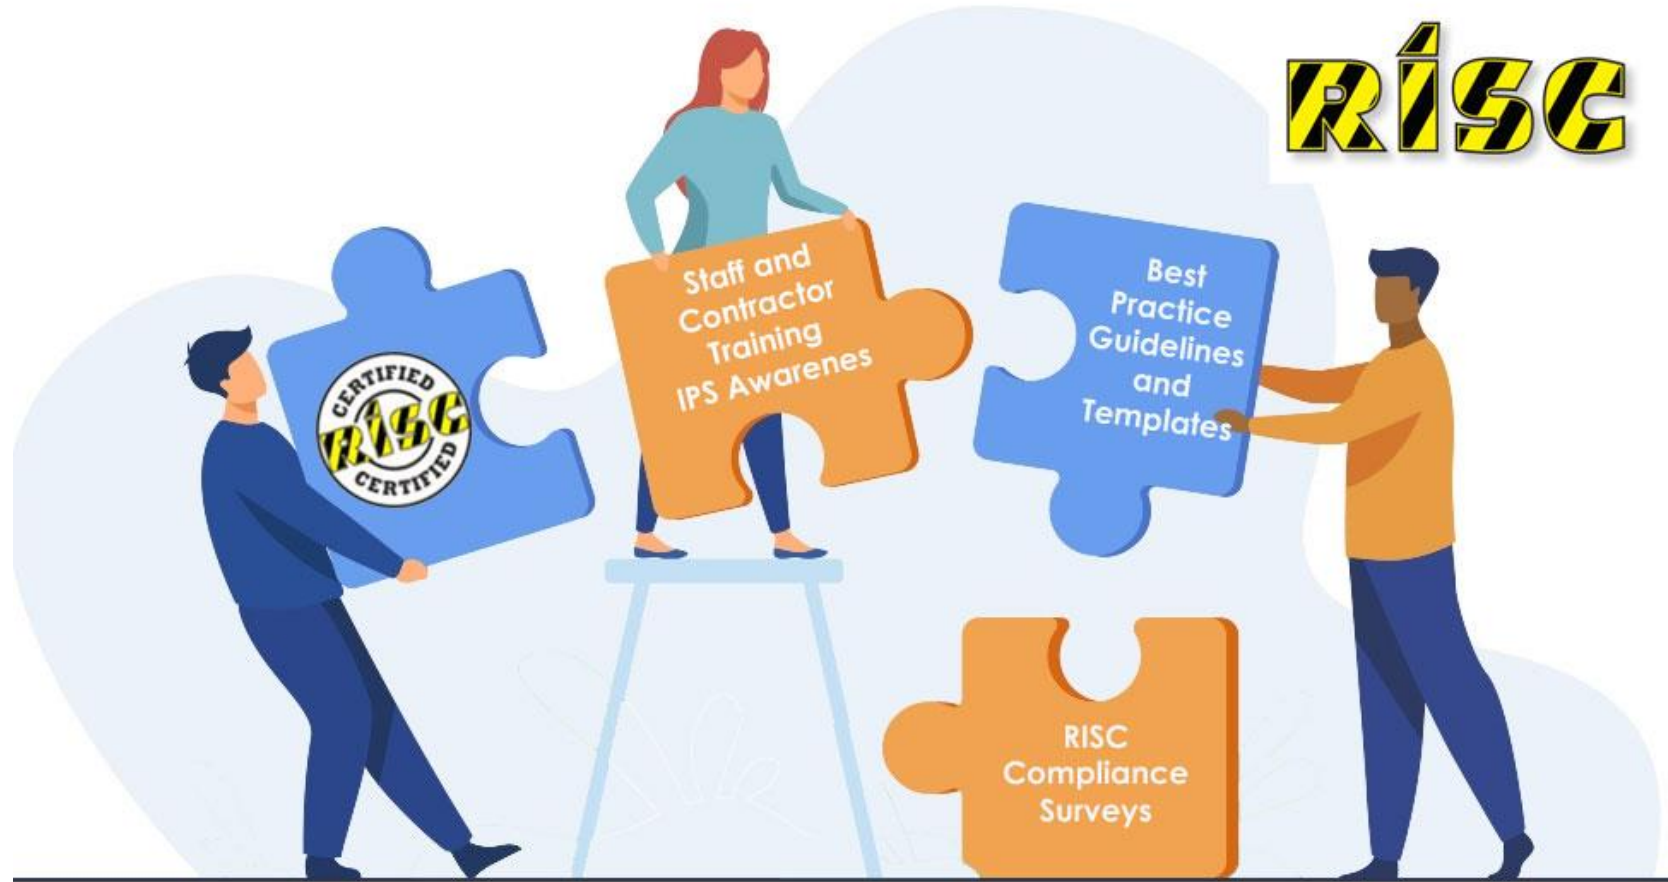 RISC
CERTIFIED
RISC
CERTIFIED
Staff and
Contractor
Training
IPS Awarenes
Best
Practice
Guidelines
and
Templates
RISC
Compliance
Surveys